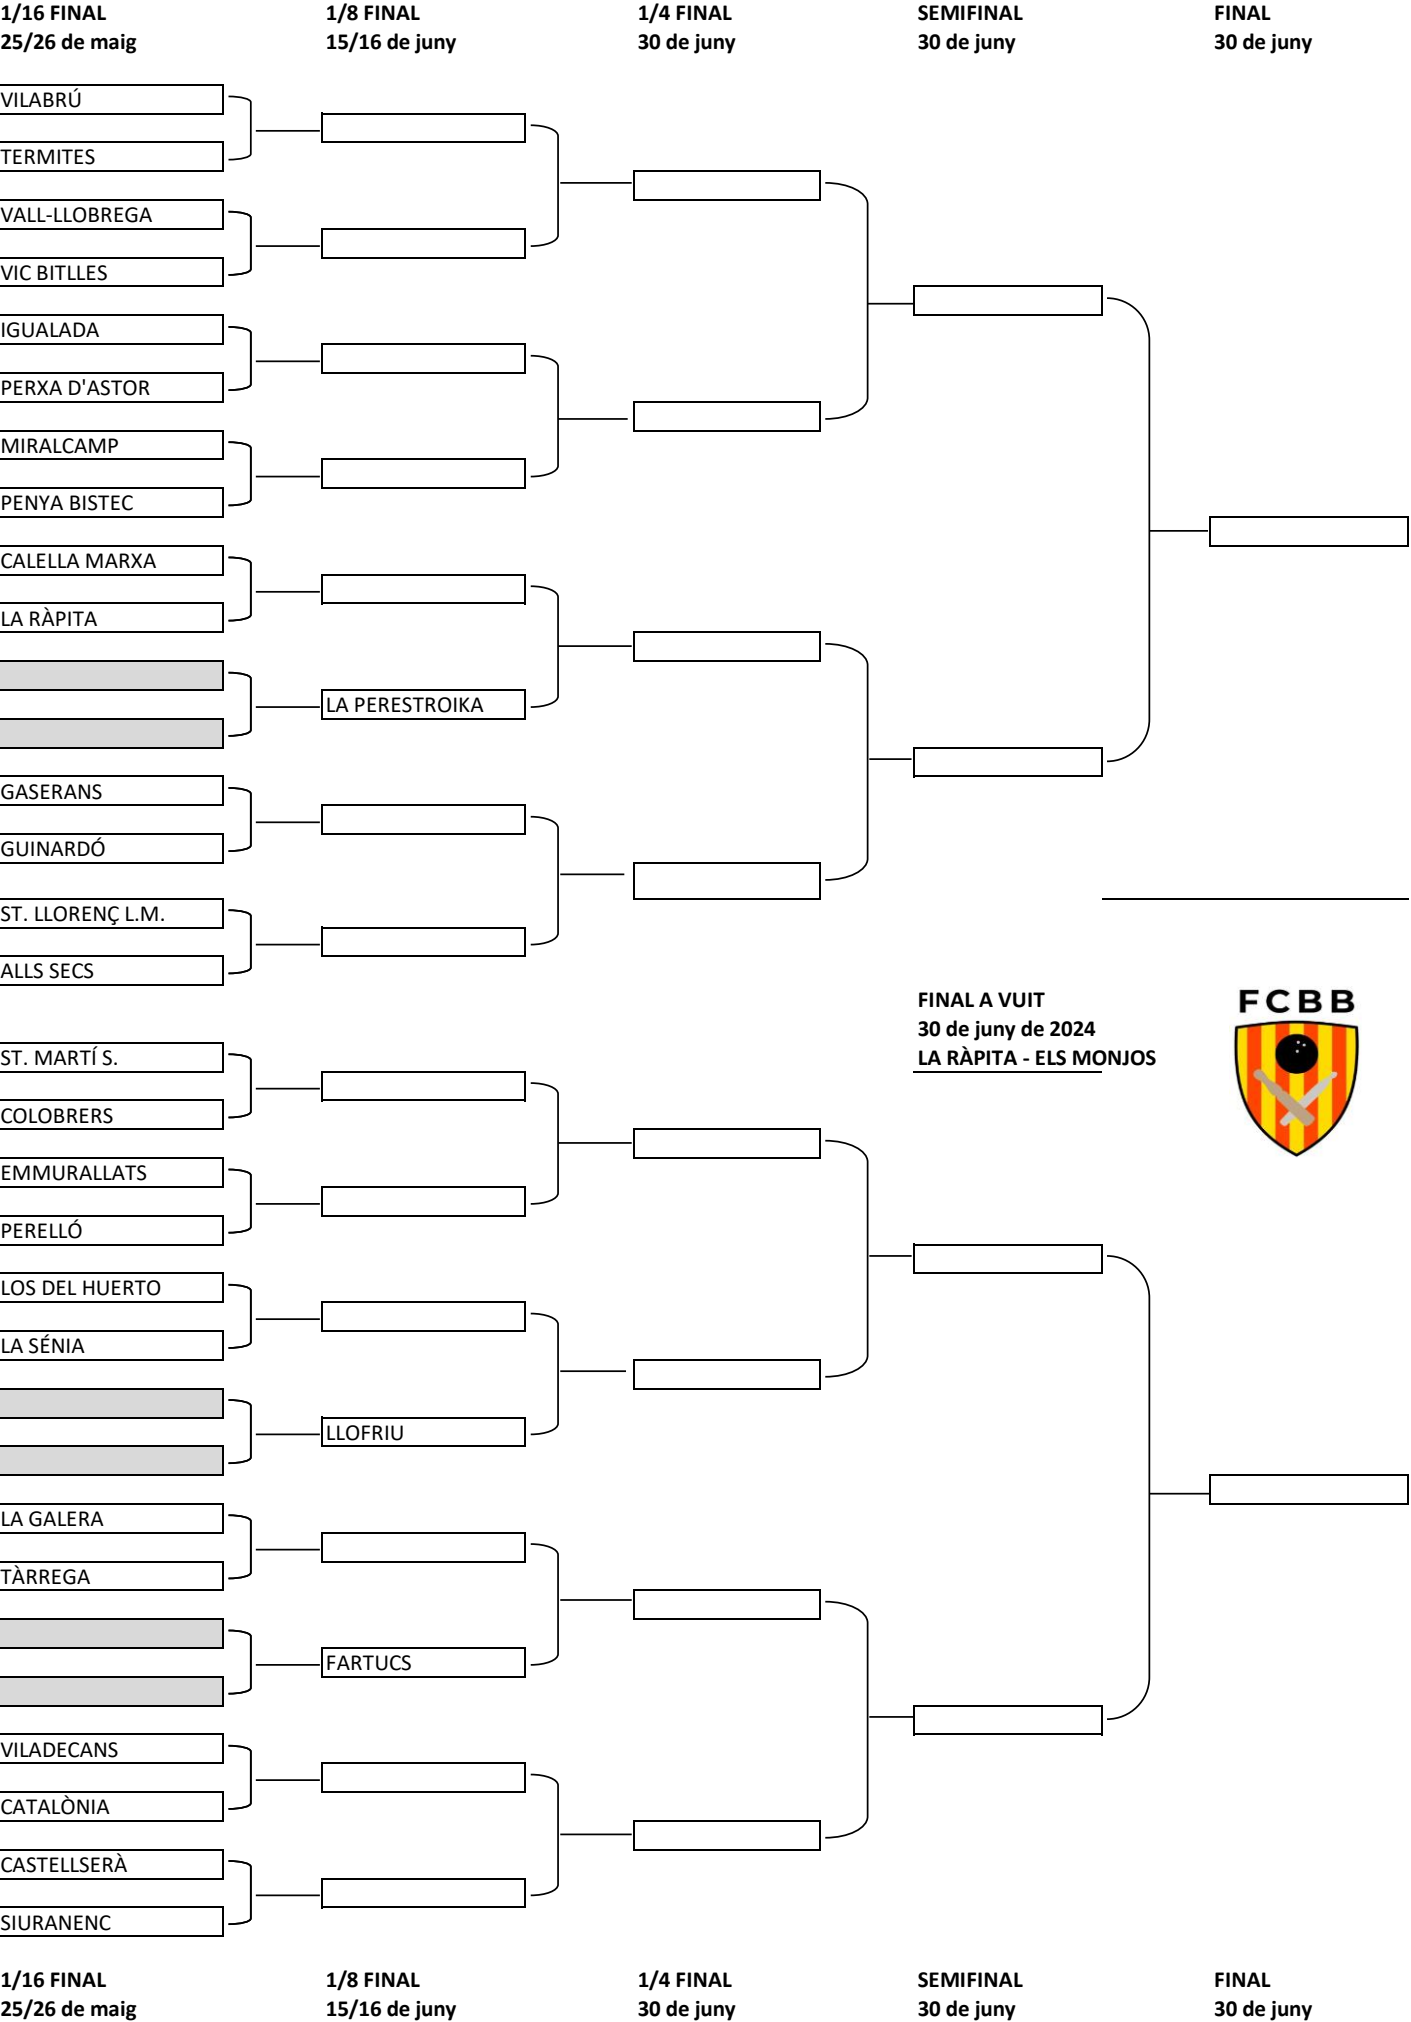 1/16 FINAL 1/8 FINAL 1/4 FINAL SEMIFINAL FINAL
25/26 de maig 15/16 de juny 30 de juny 30 de juny 30 de juny
VILABRÚ
TERMITES
VALL-LLOBREGA
VIC BITLLES
IGUALADA
PERXA D'ASTOR
MIRALCAMP
PENYA BISTEC
CALELLA MARXA
LA RÀPITA
LA PERESTROIKA
GASERANS
GUINARDÓ
ST. LLORENÇ L.M.
ALLS SECS
FINAL A VUIT
30 de juny de 2024
LA RÀPITA - ELS MONJOS
FCBB
ST. MARTÍ S.
COLOBRERS
EMMURALLATS
PERELLÓ
LOS DEL HUERTO
LA SÉNIA
LLOFRIU
LA GALERA
TÀRREGA
FARTUCS
VILADECANS
CATALÒNIA
CASTELLSERÀ
SIURANENC
1/16 FINAL 1/8 FINAL 1/4 FINAL SEMIFINAL FINAL
25/26 de maig 15/16 de juny 30 de juny 30 de juny 30 de juny